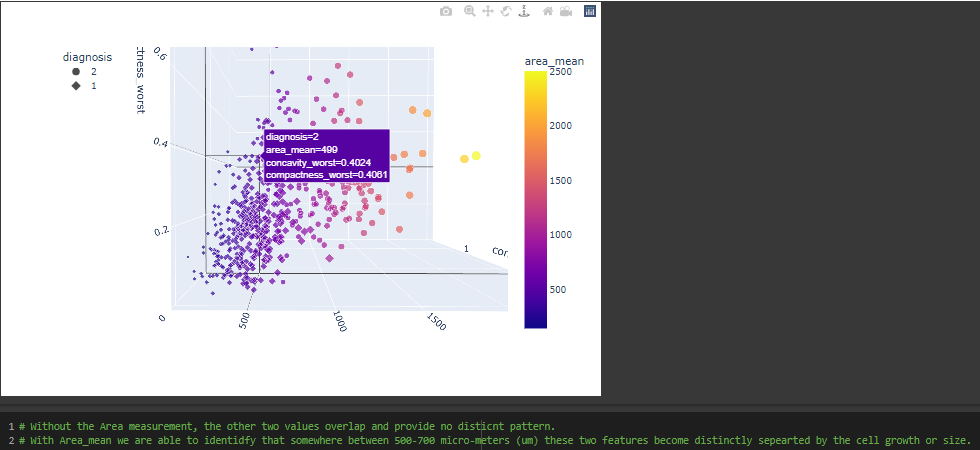 diagnosis
2
1
0.6
tness_worst
0.4
0.2
0
500
1000
1500
1
cor
diagnosis=2
area_mean=499
concavity_worst=0.4024
compactness_worst=0.4061
area_mean
2500
2000
1500
1000
500
1 # Without the Area measurement, the other two values overlap and provide no disticnt pattern.
2 # With Area_mean we are able to identidfy that somewhere between 500-700 micro-meters (um) these two features become distinctly sepearted by the cell growth or size.